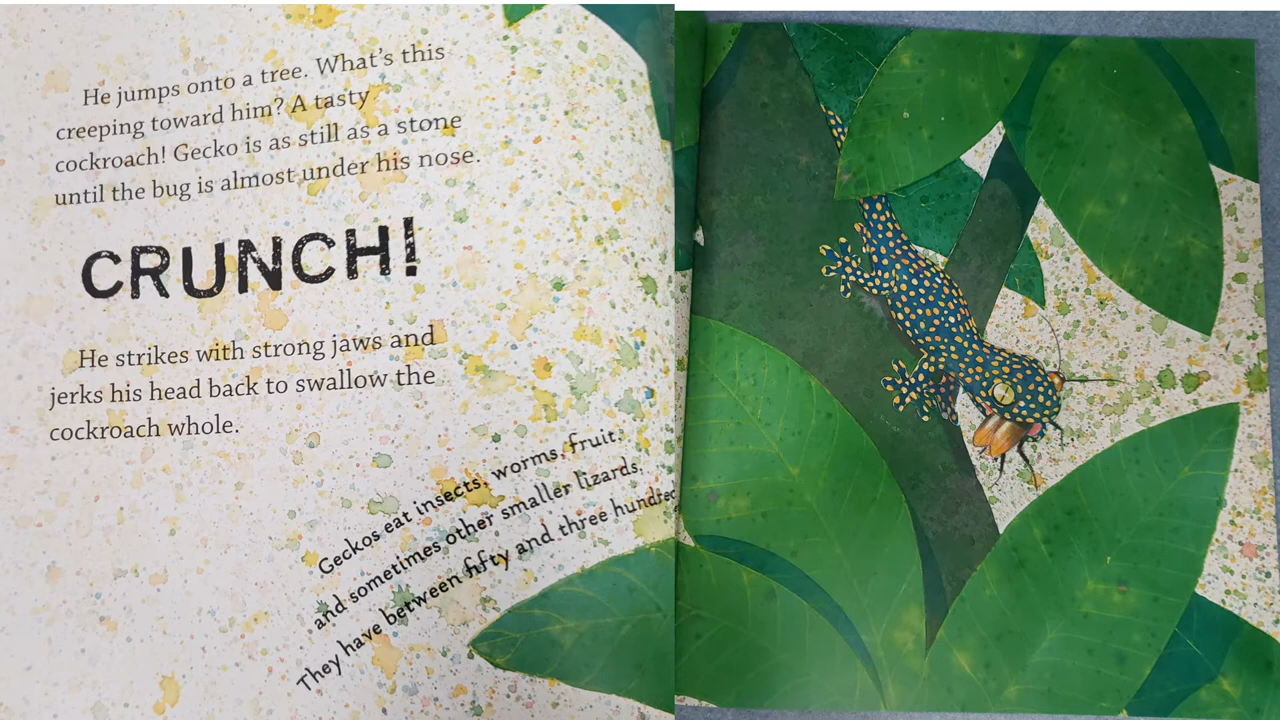 He jumps onto a tree. What's this
creeping toward him? A tasty
cockroach! Gecko is as still as a stone
until the bug is almost under his nose.
CRUNCH!
He strikes with strong jaws and
jerks his head back to swallow the
cockroach whole.
Geckos eat insects, worms, fruit,
and sometimes other smaller lizards.
They have between fifty and three hundred